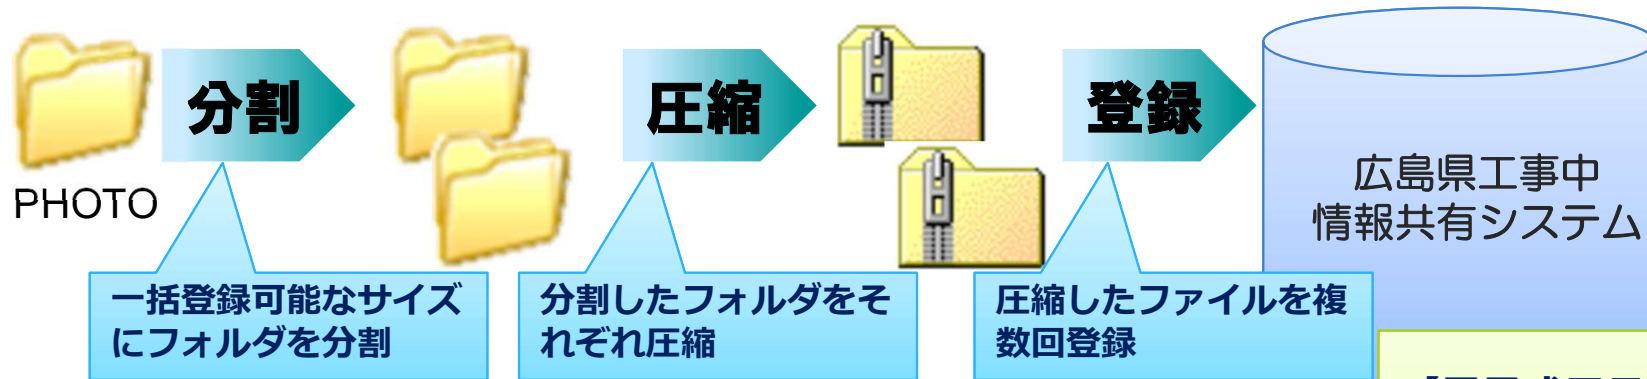 PHOTO
分割
圧縮
登録
広島県工事中
情報共有システム
一括登録可能なサイズ
にフォルダを分割
分割したフォルダをそ
れぞれ圧縮
圧縮したファイルを複
数回登録